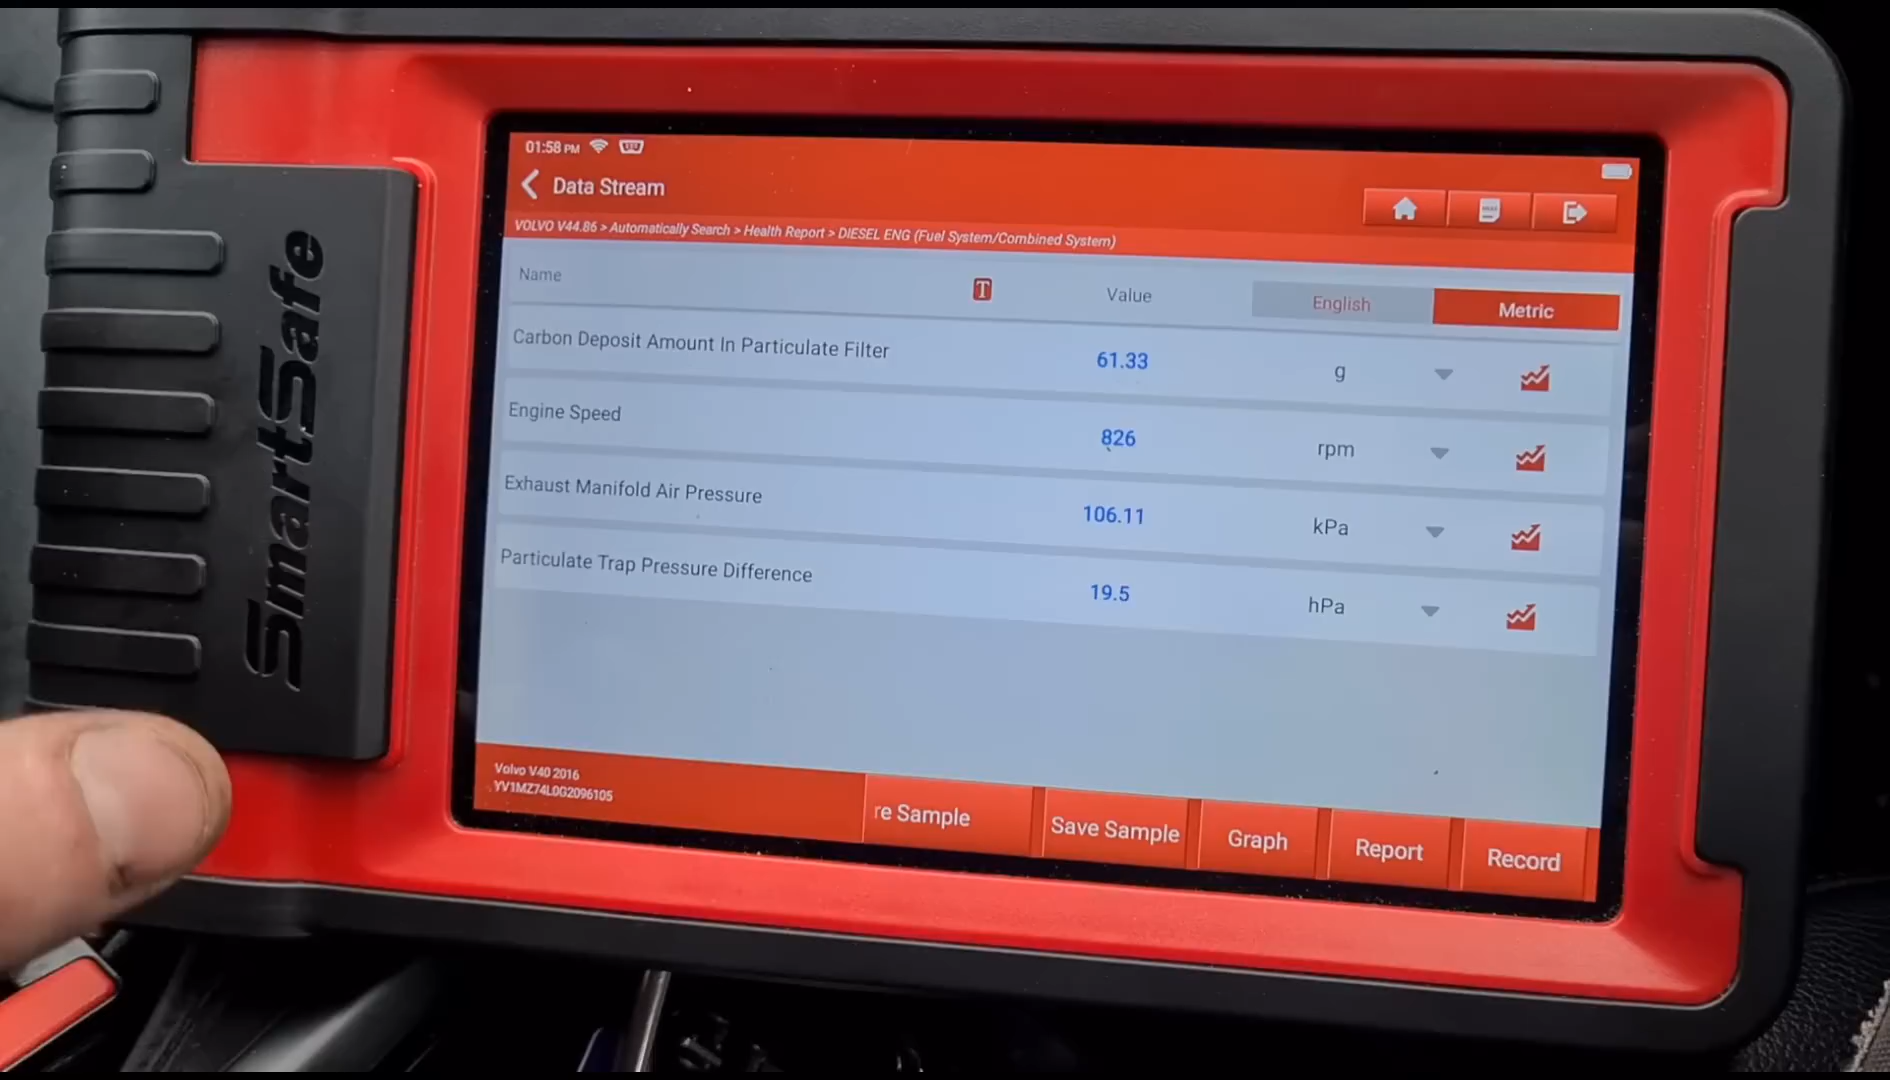 SmartSafe
01:58 PM
Data Stream
VOLVO V44.86 > Automatically Search > Health Report > DIESEL ENG (Fuel System/Combined System)
Name
T
Value
English
Metric
Carbon Deposit Amount In Particulate Filter
61.33
g
Engine Speed
826
rpm
Exhaust Manifold Air Pressure
106.11
kPa
Particulate Trap Pressure Difference
19.5
hPa
Volvo V40 2016
YV1MZ74L0G2096105
re Sample
Save Sample
Graph
Report
Record